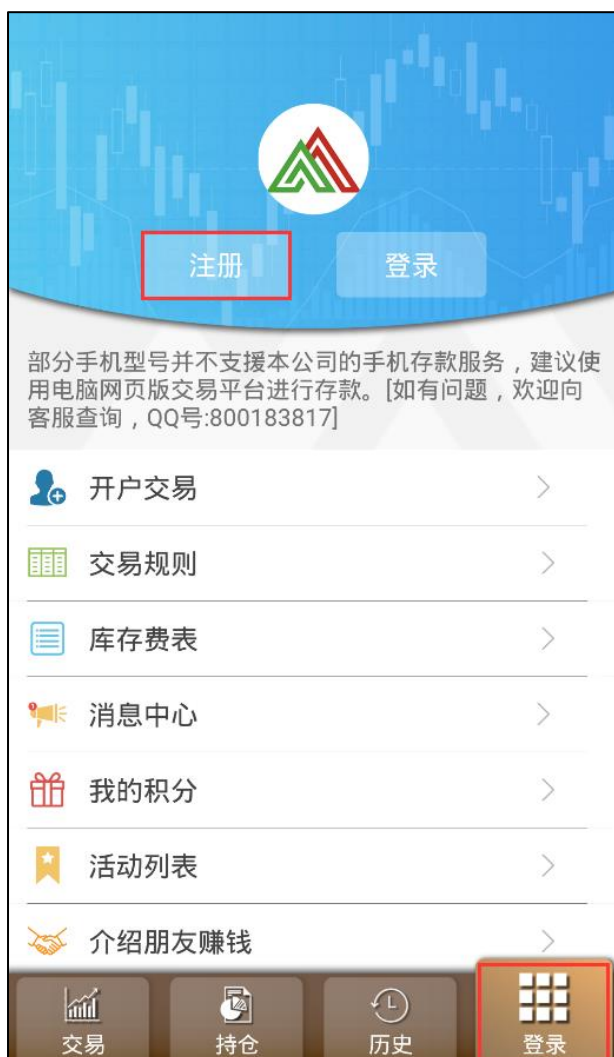 注册
登录
部分手机型号并不支援本公司的手机存款服务，建议使
用电脑网页版交易平台进行存款。[如有问题，欢迎向
客服查询，QQ号:800183817]
开户交易
交易规则
库存费表
消息中心
我的积分
活动列表
介绍朋友赚钱
交易
持仓
历史
登录